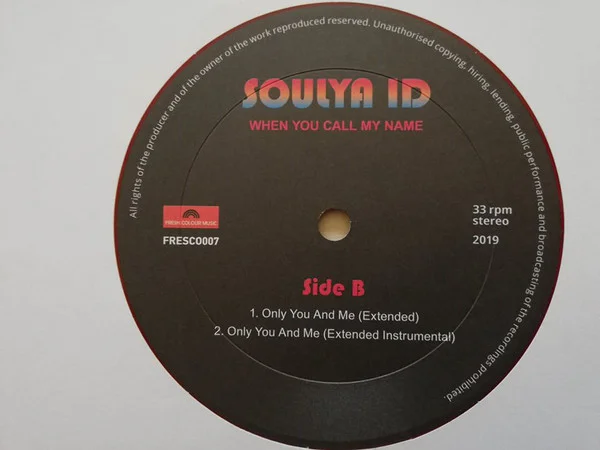 All rights of the producer and of the owner of the work reproduced reserved. Unauthorised copying, hiring, lending, public performance and broadcasting of the recordings prohibited.
SOULYA ID
WHEN YOU CALL MY NAME
FRESH COLOUR MUSIC
FRESCO007
33 rpm
stereo
2019
Side B
1. Only You And Me (Extended)
2. Only You And Me (Extended Instrumental)